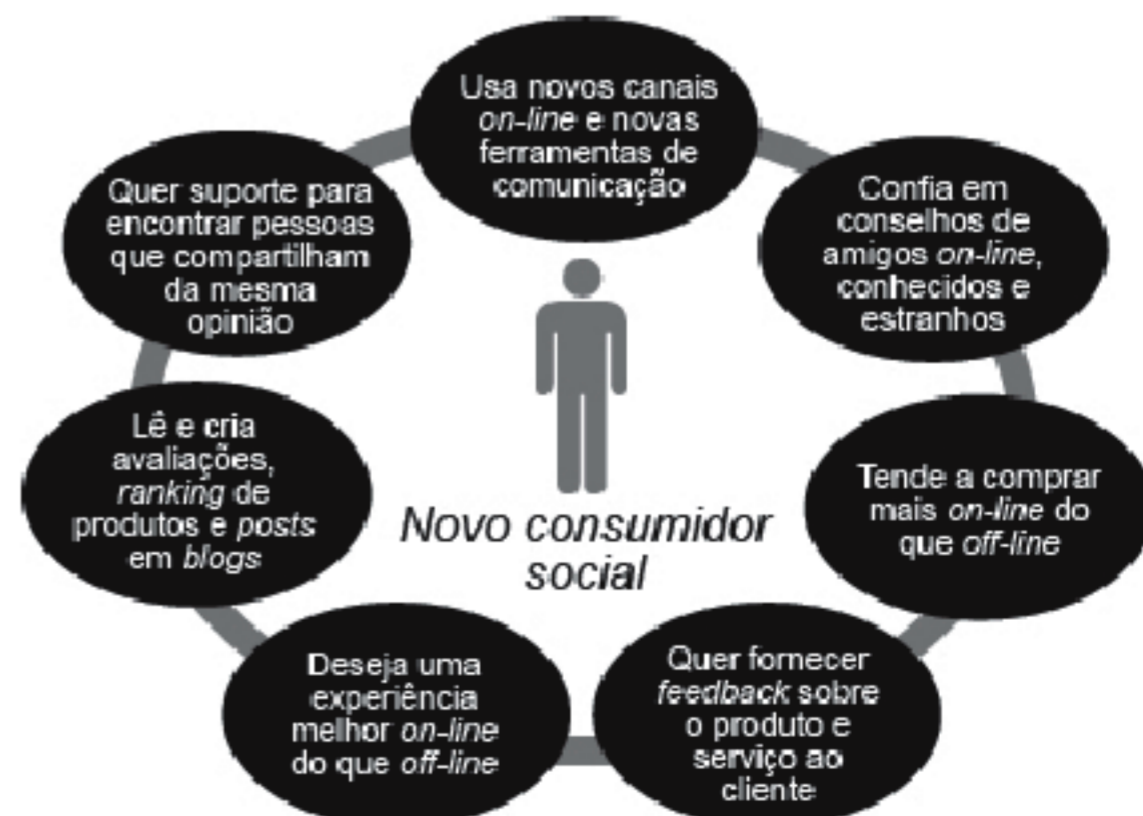 Usa novos canais
on-line e novas
ferramentas de
comunicação
Confia em
conselhos de
amigos on-line,
conhecidos e
estranhos
Tende a comprar
mais on-line do
que off-line
Quer fornecer
feedback sobre
o produto e
serviço ao
cliente
Deseja uma
experiência
melhor on-line
do que off-line
Lê e cria
avaliações,
ranking de
produtos e posts
em blogs
Quer suporte para
encontrar pessoas
que compartilham
da mesma
opinião
Novo consumidor
social